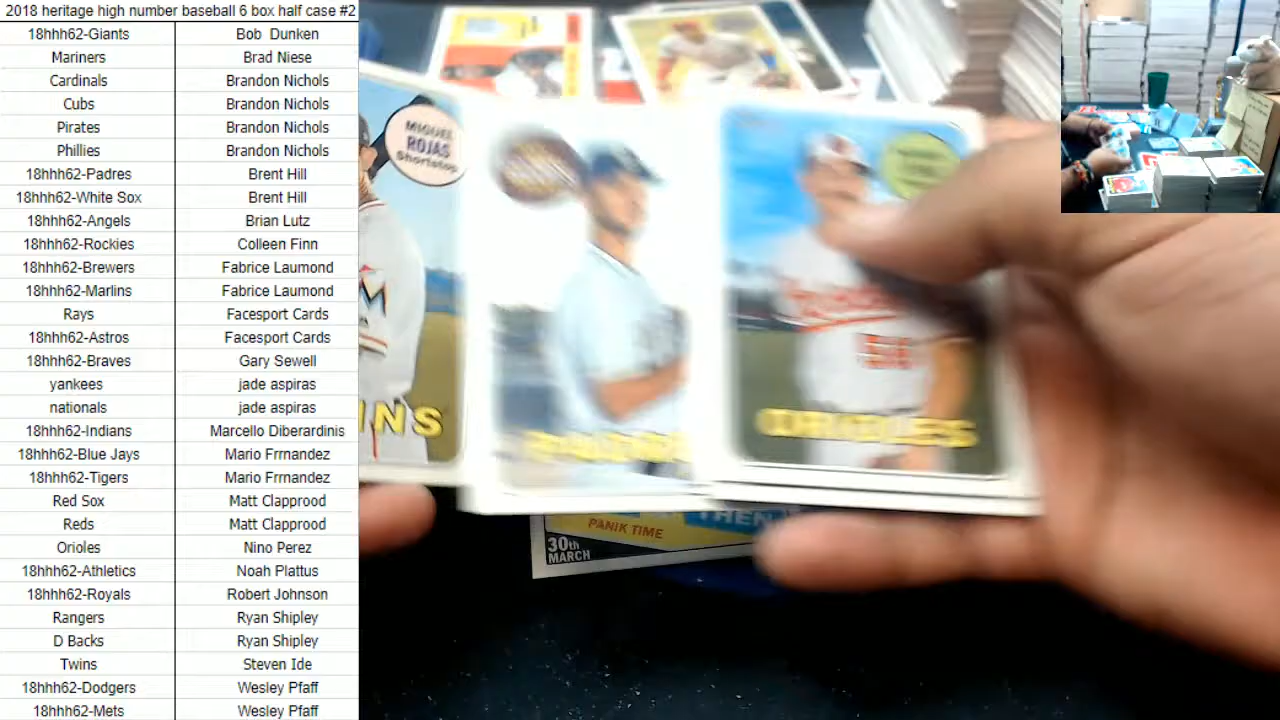 2018 heritage high number baseball 6 box half case #2
18hhh62-Giants Bob Dunken
Mariners Brad Niese
Cardinals Brandon Nichols
Cubs Brandon Nichols
Pirates Brandon Nichols
Phillies Brandon Nichols
18hhh62-Padres Brent Hill
18hhh62-White Sox Brent Hill
18hhh62-Angels Brian Lutz
18hhh62-Rockies Colleen Finn
18hhh62-Brewers Fabrice Laumond
18hhh62-Marlins Fabrice Laumond
Rays Facesport Cards
18hhh62-Astros Facesport Cards
18hhh62-Braves Gary Sewell
yankees jade aspiras
nationals jade aspiras
18hhh62-Indians Marcello Diberardinis
18hhh62-Blue Jays Mario Frrnandez
18hhh62-Tigers Mario Frrnandez
Red Sox Matt Clapprood
Reds Matt Clapprood
Orioles Nino Perez
18hhh62-Athletics Noah Plattus
18hhh62-Royals Robert Johnson
Rangers Ryan Shipley
D Backs Ryan Shipley
Twins Steven Ide
18hhh62-Dodgers Wesley Pfaff
18hhh62-Mets Wesley Pfaff
MIGUEL
ROJAS
Shortstop
INS
ORIOLES
PANIK TIME
THEN
30th
MARCH